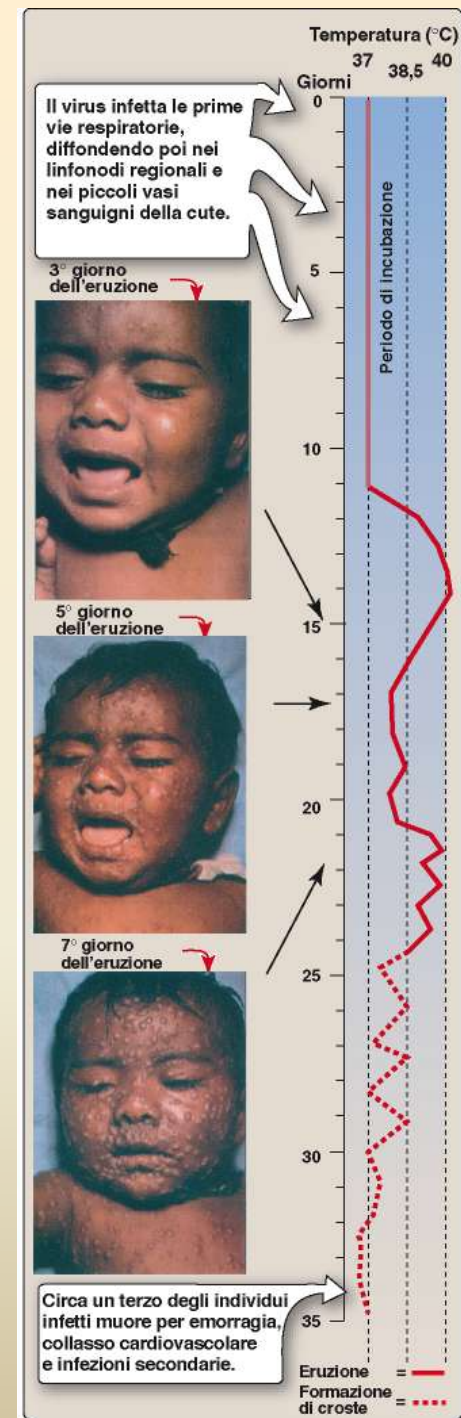 Temperatura (°C)
37
38,5
40
Giorni
0
Il virus infetta le prime
vie respiratorie,
diffondendo poi nei
linfonodi regionali e
nei piccoli vasi
sanguigni della cute.
Periodo di incubazione
3° giorno
dell'eruzione
5
10
15
5° giorno
dell'eruzione
20
7° giorno
dell'eruzione
25
30
Circa un terzo degli individui
infetti muore per emorragia,
collasso cardiovascolare
e infezioni secondarie.
35
Eruzione =
Formazione
di croste =